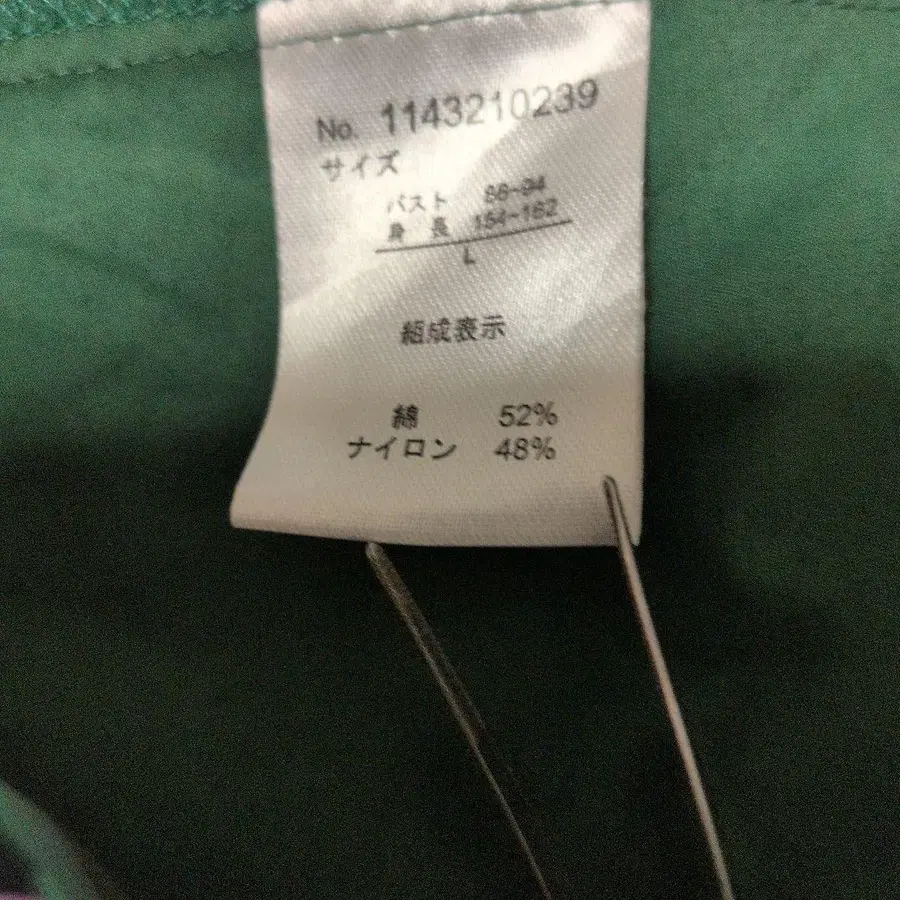 No. 1143210239
サイズ
バスト 86-94
身 長 154-162
L
組成表示
綿 52%
ナイロン 48%